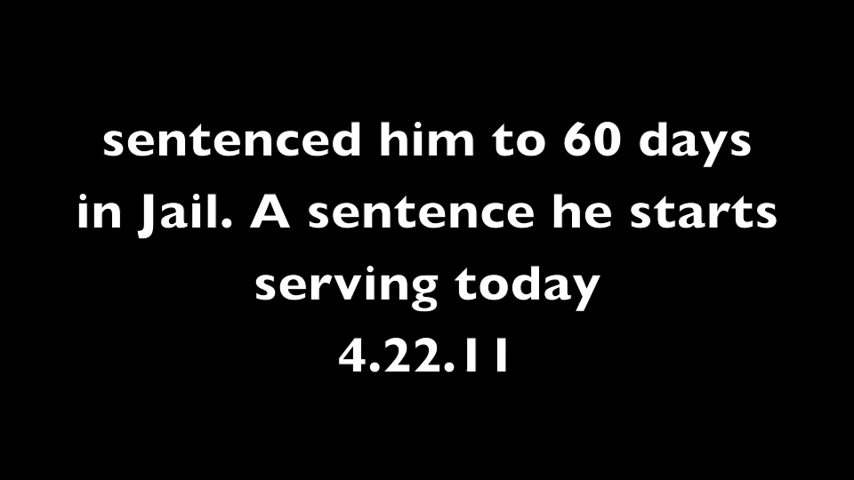 sentenced him to 60 days
in Jail. A sentence he starts
serving today
4.22.11